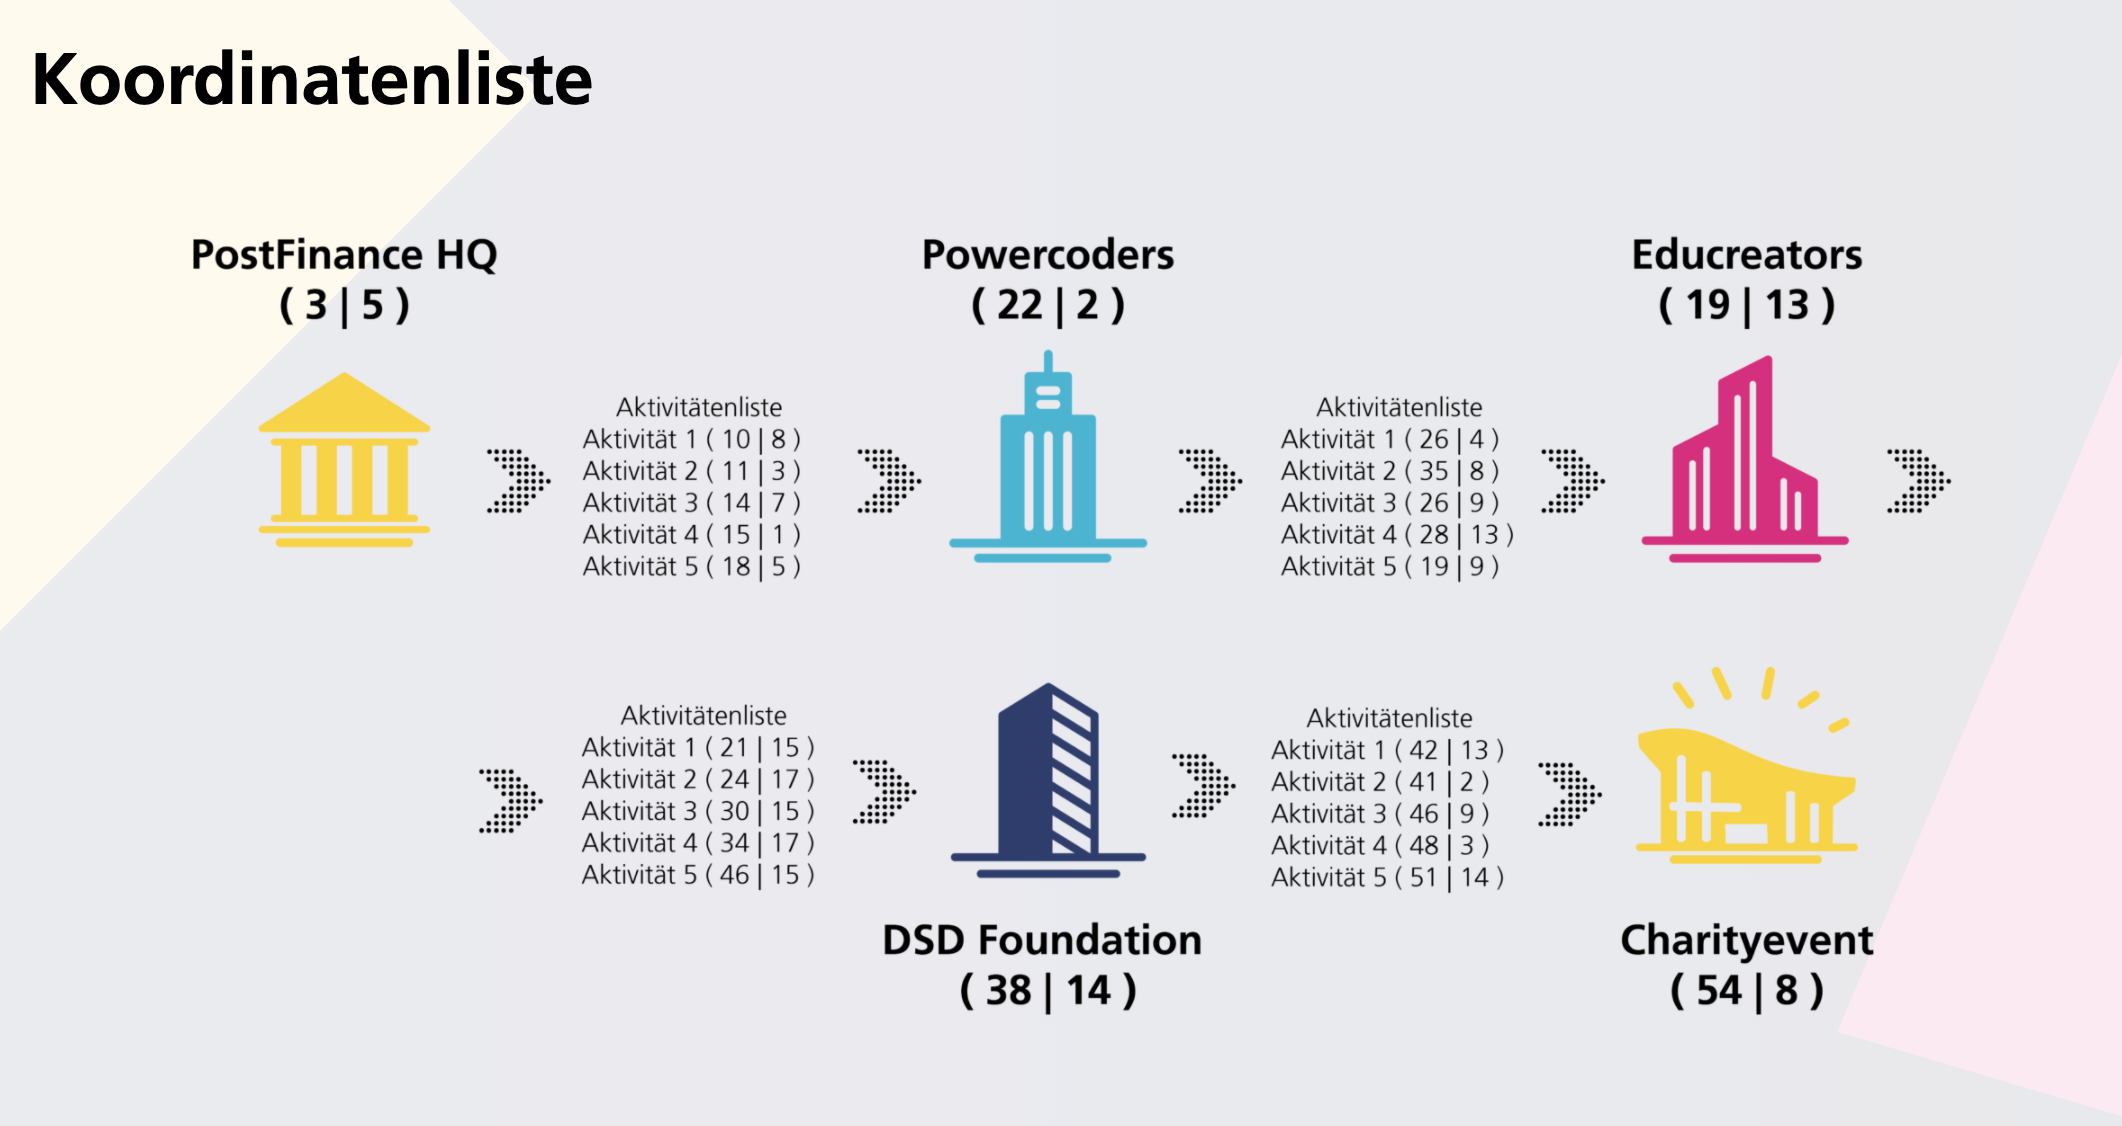 Koordinatenliste
PostFinance HQ
( 3 | 5 )
Aktivitätenliste
Aktivität 1 ( 10 | 8 )
Aktivität 2 ( 11 | 3 )
Aktivität 3 ( 14 | 7 )
Aktivität 4 ( 15 | 1 )
Aktivität 5 ( 18 | 5 )
Powercoders
( 22 | 2 )
Aktivitätenliste
Aktivität 1 ( 26 | 4 )
Aktivität 2 ( 35 | 8 )
Aktivität 3 ( 26 | 9 )
Aktivität 4 ( 28 | 13 )
Aktivität 5 ( 19 | 9 )
Educreators
( 19 | 13 )
Aktivitätenliste
Aktivität 1 ( 21 | 15 )
Aktivität 2 ( 24 | 17 )
Aktivität 3 ( 30 | 15 )
Aktivität 4 ( 34 | 17 )
Aktivität 5 ( 46 | 15 )
DSD Foundation
( 38 | 14 )
Aktivitätenliste
Aktivität 1 ( 42 | 13 )
Aktivität 2 ( 41 | 2 )
Aktivität 3 ( 46 | 9 )
Aktivität 4 ( 48 | 3 )
Aktivität 5 ( 51 | 14 )
Charityevent
( 54 | 8 )